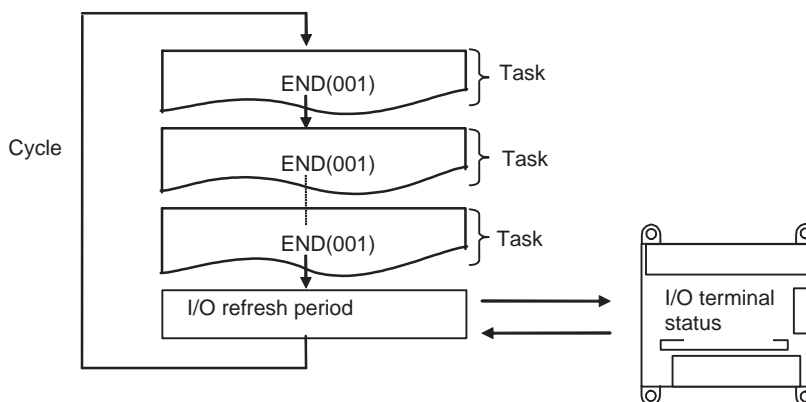 END(001)
Task
Cycle
END(001)
Task
END(001)
Task
I/O refresh period
I/O terminal
status